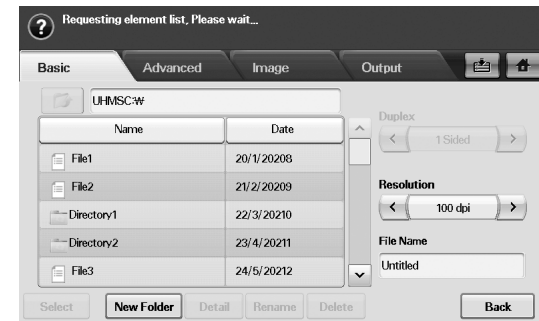 Requesting element list, Please wait...
Basic Advanced Image Output
UHMSC:₩
Duplex
Name Date
1 Sided
File1 20/1/20208
File2 21/2/20209
Resolution
Directory1 22/3/20210
100 dpi
Directory2 23/4/20211
File Name
File3 24/5/20212
Untitled
Select New Folder Detail Rename Delete Back